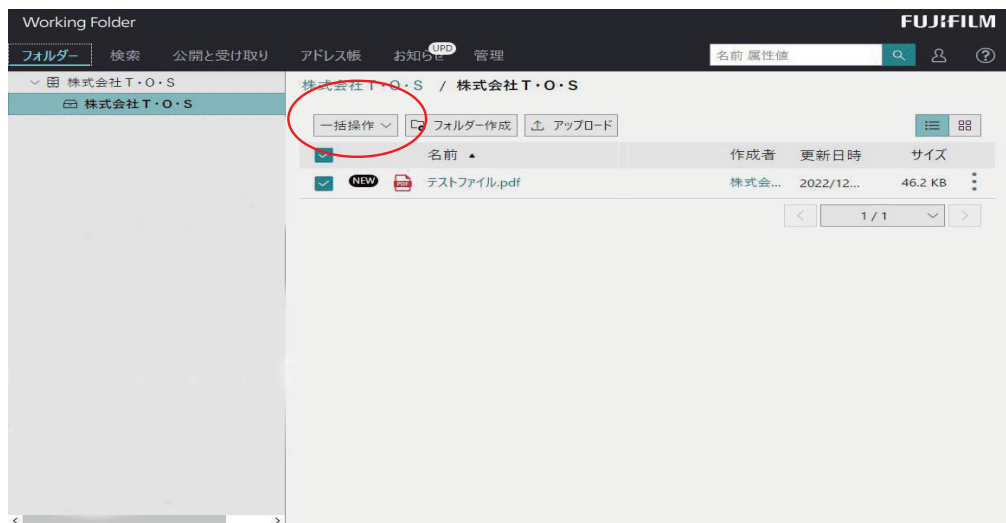 Working Folder
FUJIFILM
フォルダー 検索 公開と受け取り アドレス帳 お知らせ UPD 管理 名前 属性値
株式会社T・O・S
株式会社T・O・S
株式会社T・O・S / 株式会社T・O・S
一括操作 フォルダー作成 アップロード
名前 作成者 更新日時 サイズ
NEW PDF テストファイル.pdf 株式会... 2022/12... 46.2 KB
1 / 1